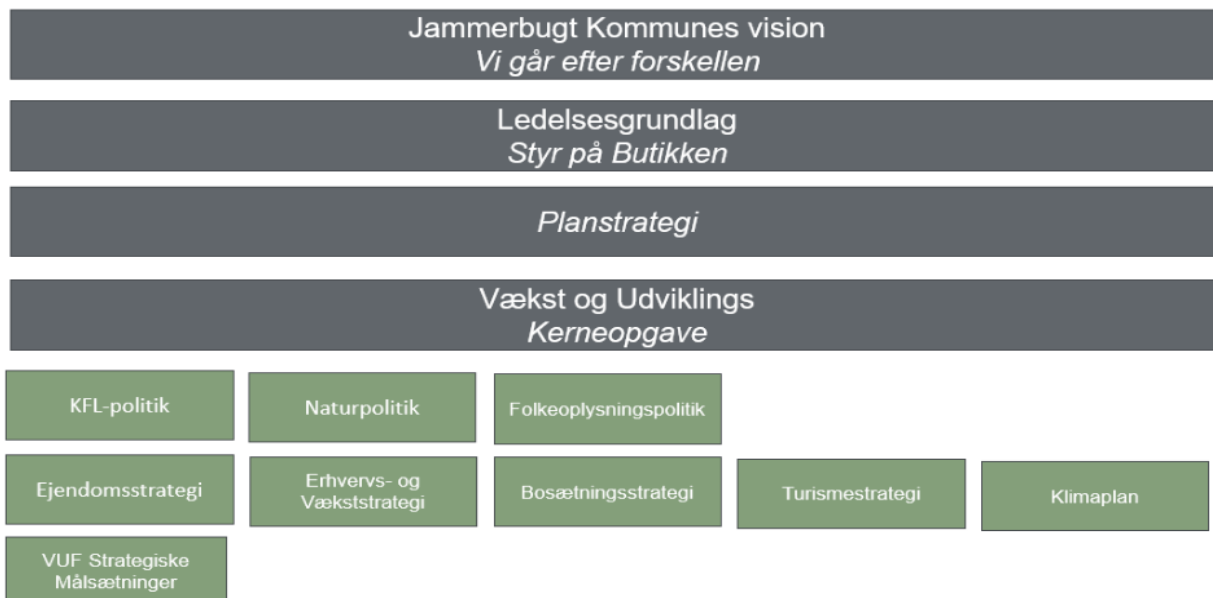 Jammerbugt Kommunes vision
Vi går efter forskellen
Ledelsesgrundlag
Styr på Butikken
Planstrategi
Vækst og Udviklings
Kerneopgave
KFL-politik
Naturpolitik
Folkeoplysningspolitik
Ejendomsstrategi
Erhvervs- og
Vækststrategi
Bosætningsstrategi
Turismestrategi
Klimaplan
VUF Strategiske
Målsætninger